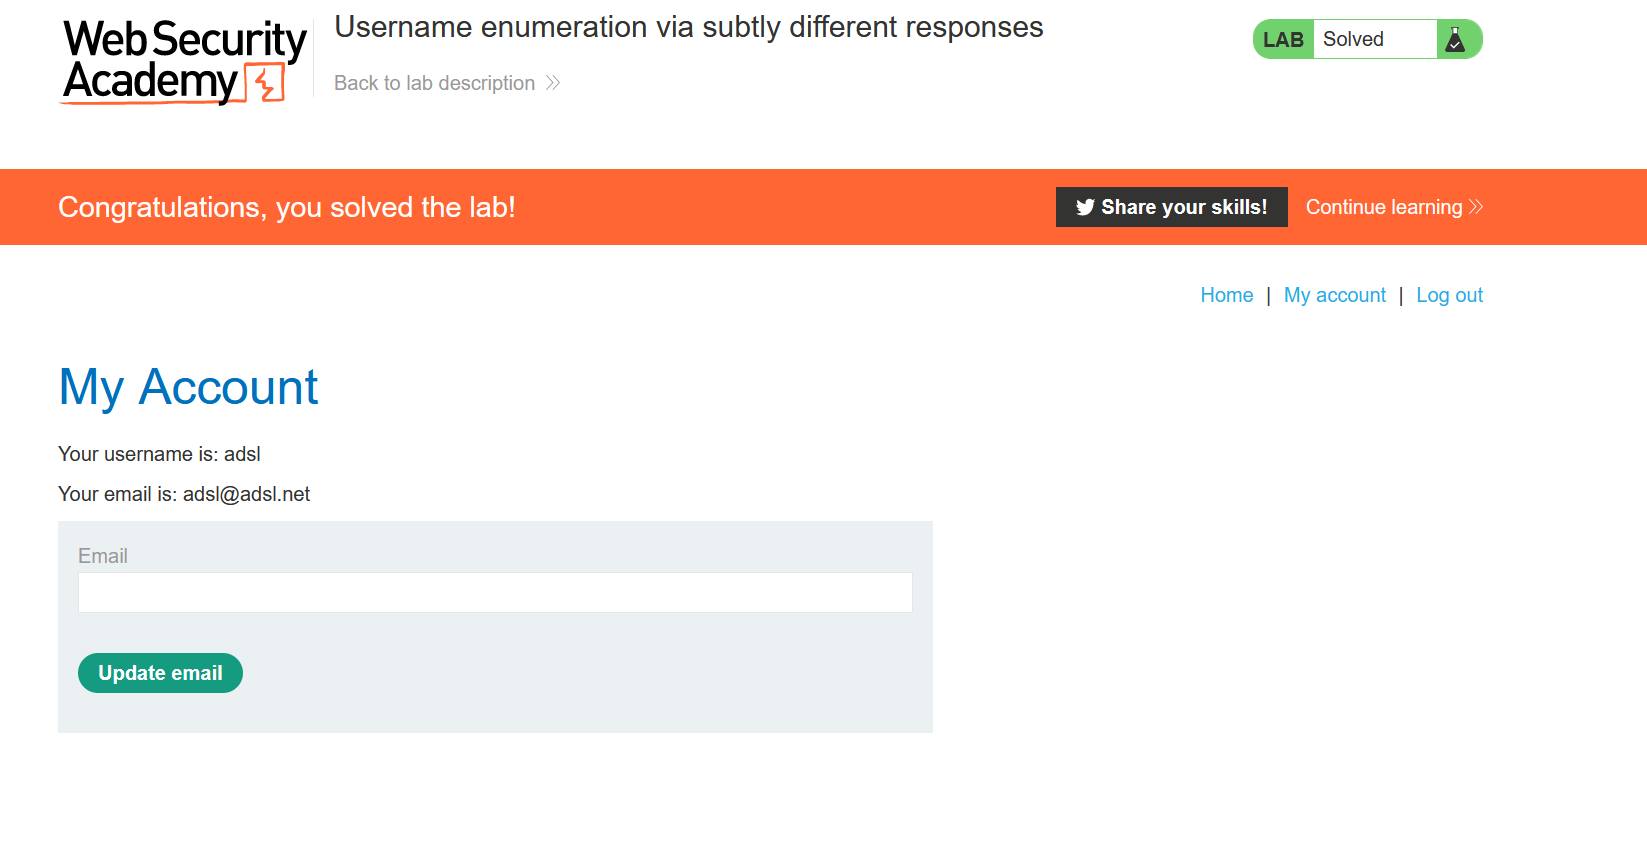 Web Security
Academy
Username enumeration via subtly different responses
Back to lab description
LAB Solved
Congratulations, you solved the lab!
Share your skills!
Continue learning
Home | My account | Log out
My Account
Your username is: adsl
Your email is: adsl@adsl.net
Email
Update email